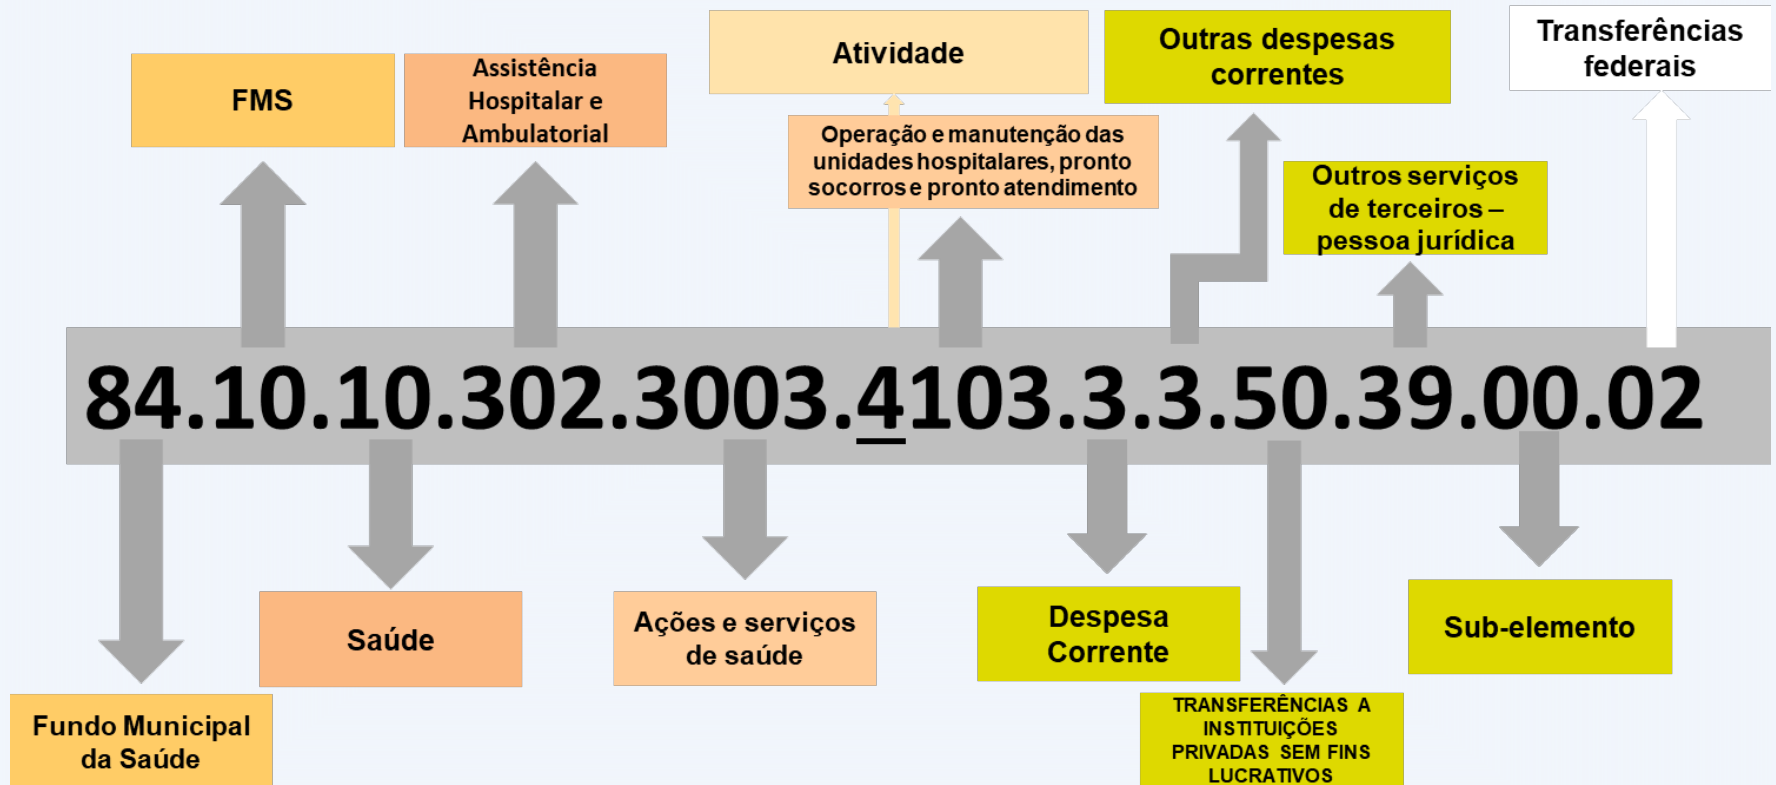 FMS
Assistência
Hospitalar e
Ambulatorial
Atividade
Operação e manutenção das
unidades hospitalares, pronto
socorros e pronto atendimento
Outras despesas
correntes
Outros serviços
de terceiros –
pessoa jurídica
Transferências
federais
84.10.10.302.3003.4103.3.3.50.39.00.02
Fundo Municipal
da Saúde
Saúde
Ações e serviços
de saúde
Despesa
Corrente
TRANSFERÊNCIAS A
INSTITUIÇÕES
PRIVADAS SEM FINS
LUCRATIVOS
Sub-elemento